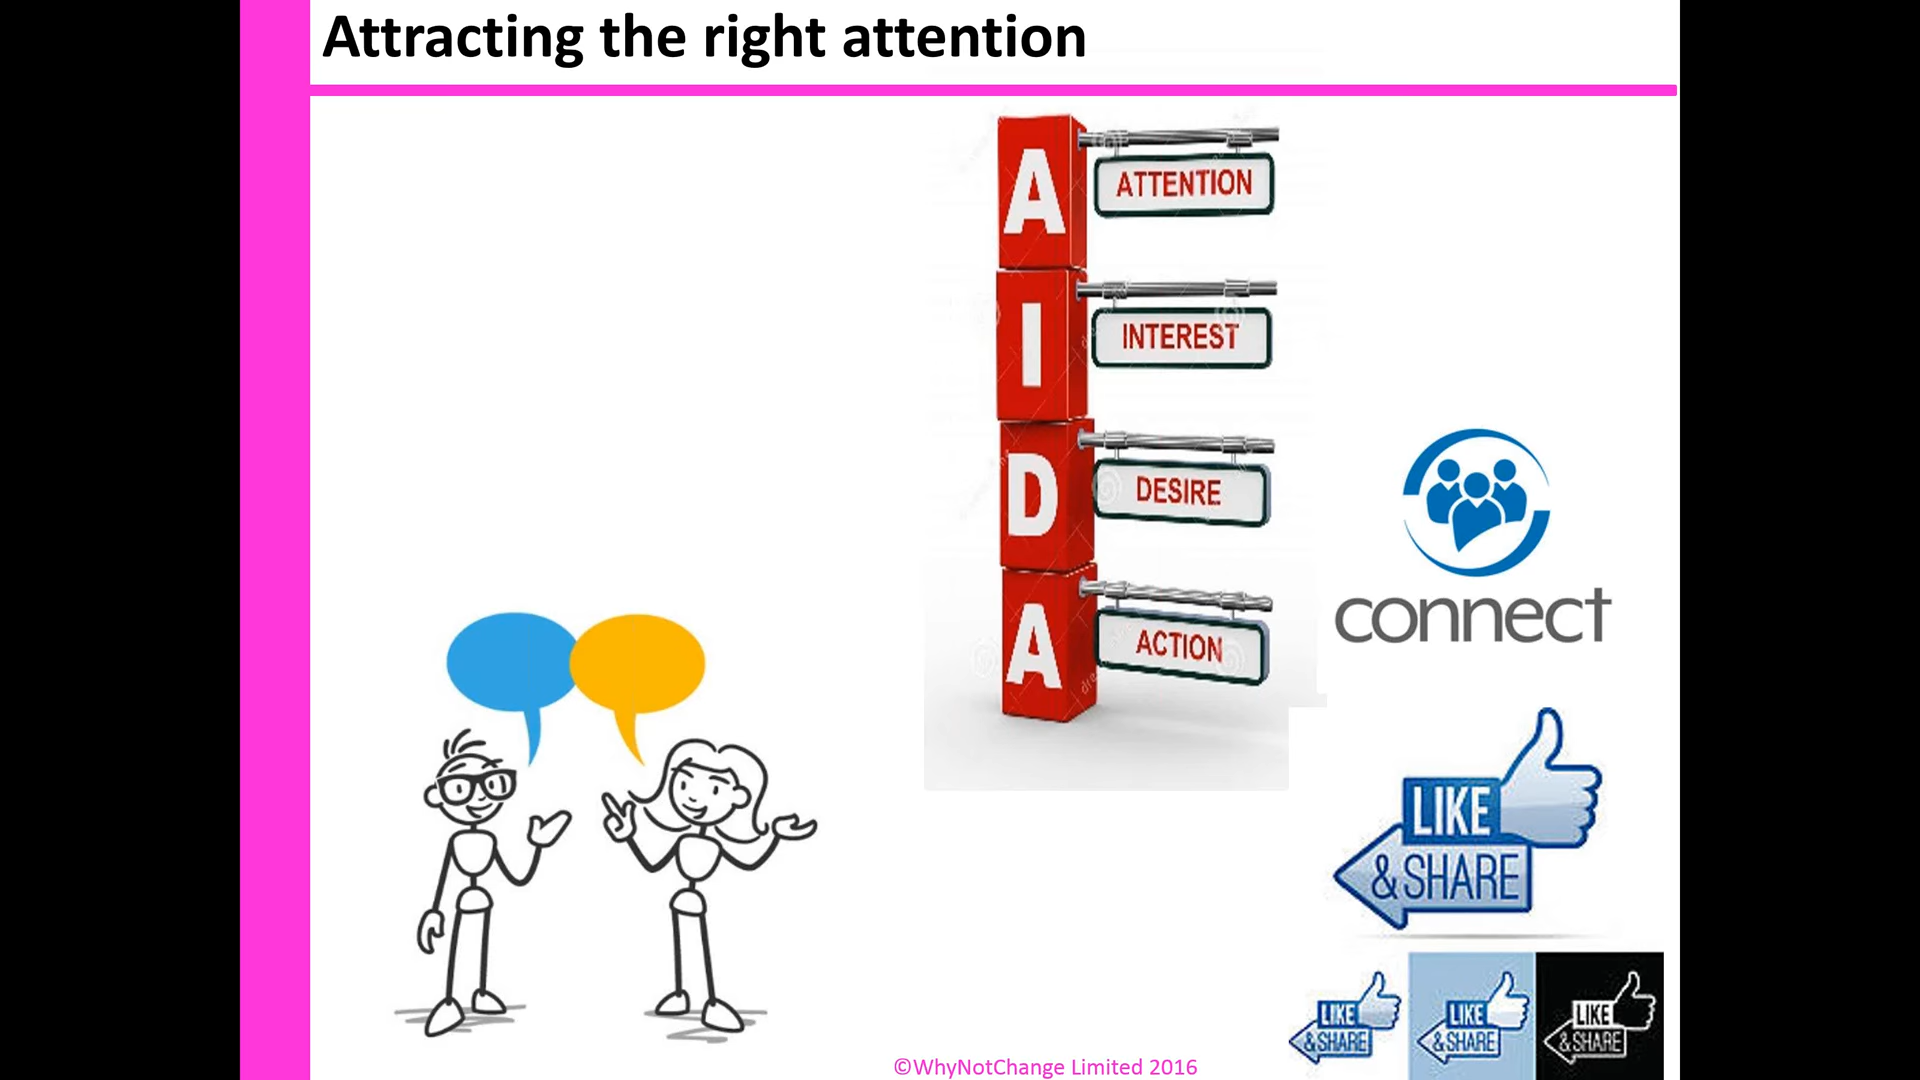 Attracting the right attention
A
ATTENTION
I
INTEREST
D
DESIRE
A
ACTION
connect
LIKE
&SHARE
LIKE
&SHARE
LIKE
&SHARE
LIKE
&SHARE
©WhyNotChange Limited 2016